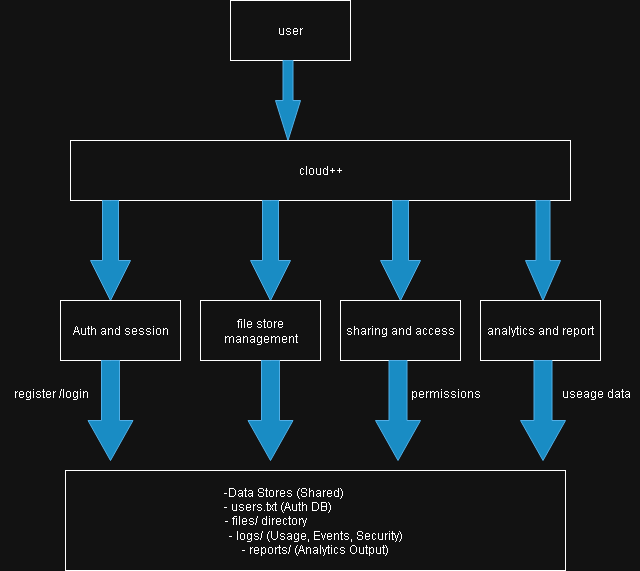 user
cloud++
Auth and session
file store
management
sharing and access
analytics and report
register /login
permissions
useage data
-Data Stores (Shared)
- users.txt (Auth DB)
- files/ directory
- logs/ (Usage, Events, Security)
- reports/ (Analytics Output)